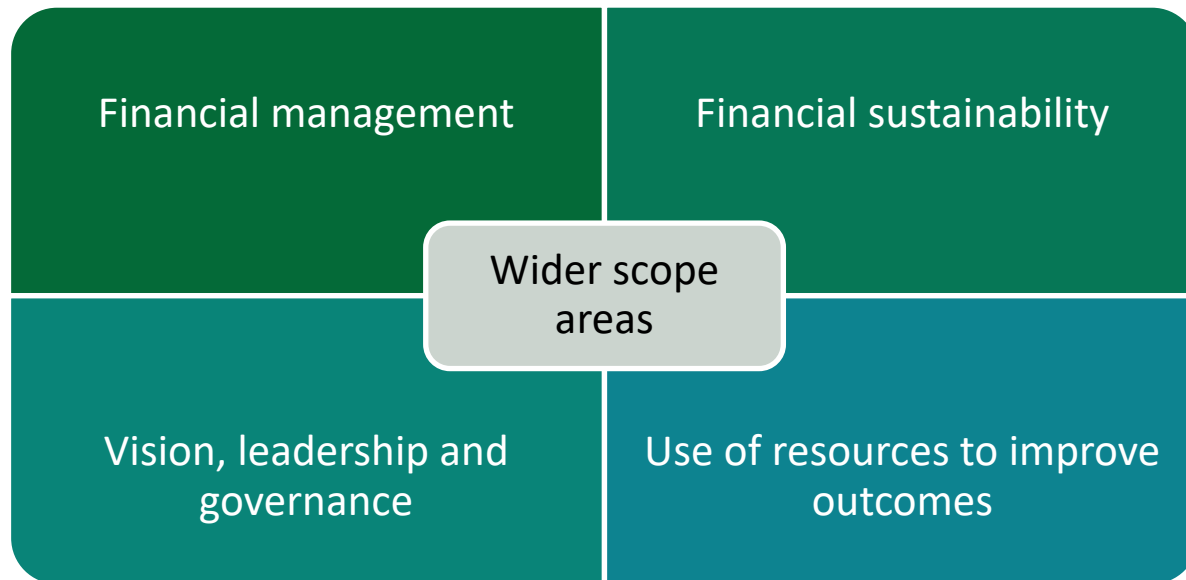 Financial management
Financial sustainability
Wider scope
areas
Vision, leadership and
governance
Use of resources to improve
outcomes